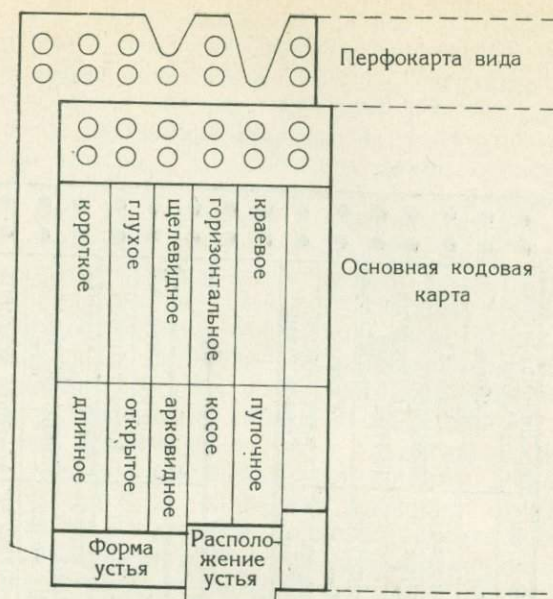 Перфокарта вида
Основная кодовая
карта
короткое
глухое
щелевидное
горизонтальное
краевое
длинное
открытое
арковидное
косое
пупочное
Форма
устья
Располо-
жение
устья